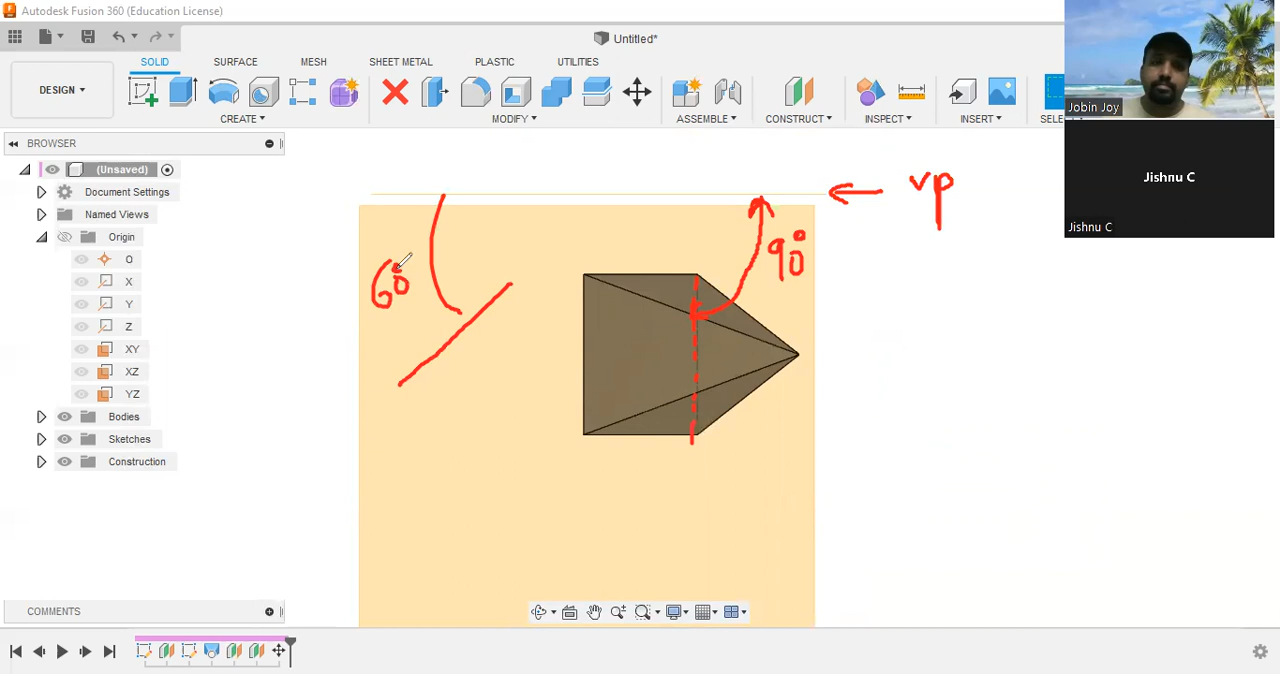 Autodesk Fusion 360 (Education License)
Untitled*
SOLID SURFACE MESH SHEET METAL PLASTIC UTILITIES
DESIGN
CREATE MODIFY ASSEMBLE CONSTRUCT INSPECT INSERT SELE
Jobin Joy
Jishnu C
Jishnu C
BROWSER
(Unsaved)
Document Settings
Named Views
Origin
O
X
Y
Z
XY
XZ
YZ
Bodies
Sketches
Construction
VP
90°
60
COMMENTS